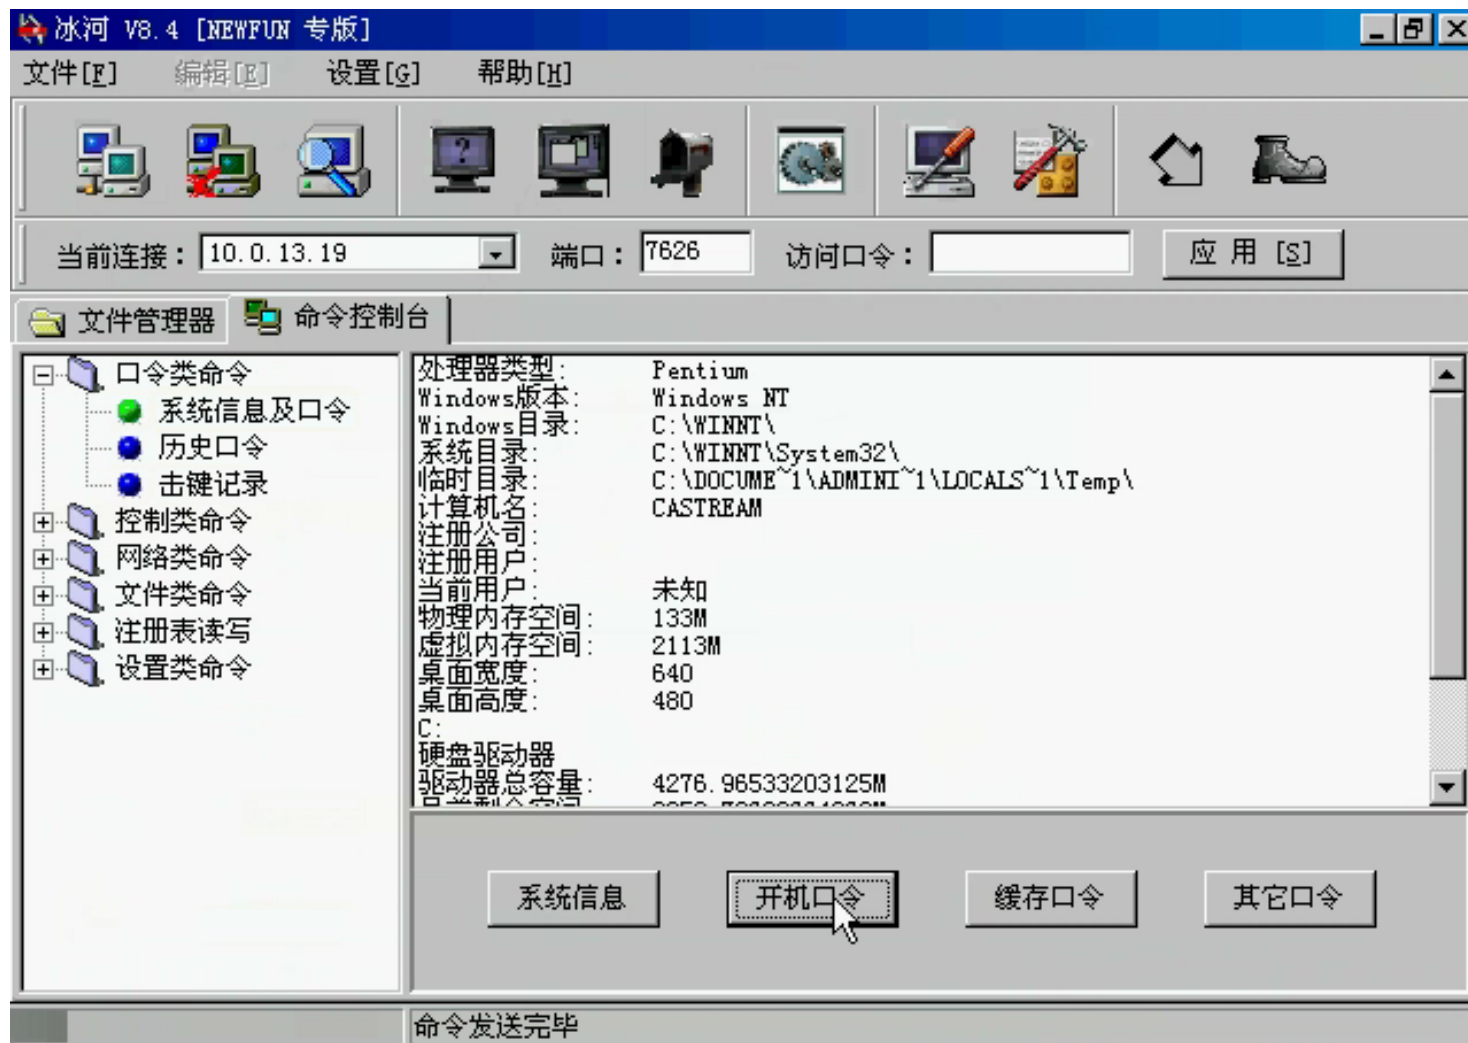 冰河 V8.4 [NEWFUN 专版]
文件[F] 编辑[E] 设置[G] 帮助[H]
当前连接: 10.0.13.19 端口: 7626 访问口令: 应 用 [S]
文件管理器 命令控制台
口令类命令
系统信息及口令
历史口令
击键记录
控制类命令
网络类命令
文件类命令
注册表读写
设置类命令
处理器类型: Pentium
Windows版本: Windows NT
Windows目录: C:\WINNT\
系统目录: C:\WINNT\System32\
临时目录: C:\DOCUME~1\ADMINI~1\LOCALS~1\Temp\
计算机名: CASTREAM
注册公司:
注册用户:
当前用户: 未知
物理内存空间: 133M
虚拟内存空间: 2113M
桌面宽度: 640
桌面高度: 480
C:
硬盘驱动器
驱动器总容量: 4276.96533203125M
系统信息 开机口令 缓存口令 其它口令
命令发送完毕